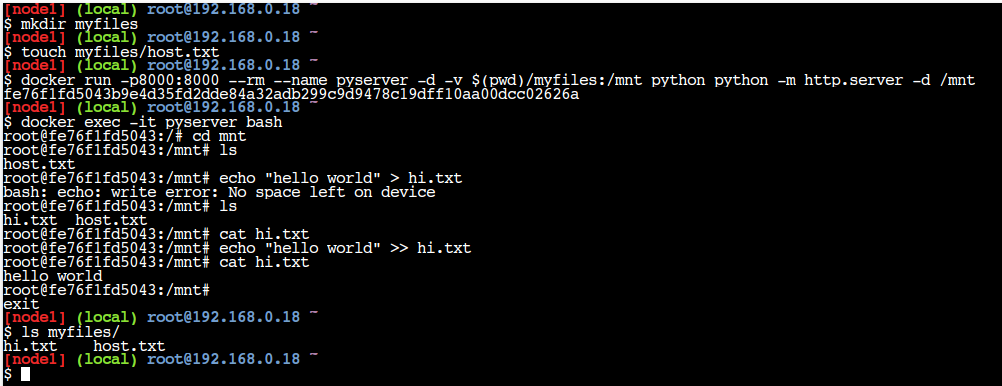 [node1] (local) root@192.168.0.18 ~
$ mkdir myfiles
[node1] (local) root@192.168.0.18 ~
$ touch myfiles/host.txt
[node1] (local) root@192.168.0.18 ~
$ docker run -p8000:8000 --rm --name pyserver -d -v $(pwd)/myfiles:/mnt python python -m http.server -d /mnt
fe76f1fd5043b9e4d35fd2dde84a32adb299c9d9478c19dff10aa00dcc02626a
[node1] (local) root@192.168.0.18 ~
$ docker exec -it pyserver bash
root@fe76f1fd5043:/# cd mnt
root@fe76f1fd5043:/mnt# ls
host.txt
root@fe76f1fd5043:/mnt# echo "hello world" > hi.txt
bash: echo: write error: No space left on device
root@fe76f1fd5043:/mnt# ls
hi.txt  host.txt
root@fe76f1fd5043:/mnt# cat hi.txt
root@fe76f1fd5043:/mnt# echo "hello world" >> hi.txt
root@fe76f1fd5043:/mnt# cat hi.txt
hello world
root@fe76f1fd5043:/mnt#
exit
[node1] (local) root@192.168.0.18 ~
$ ls myfiles/
hi.txt    host.txt
[node1] (local) root@192.168.0.18 ~
$